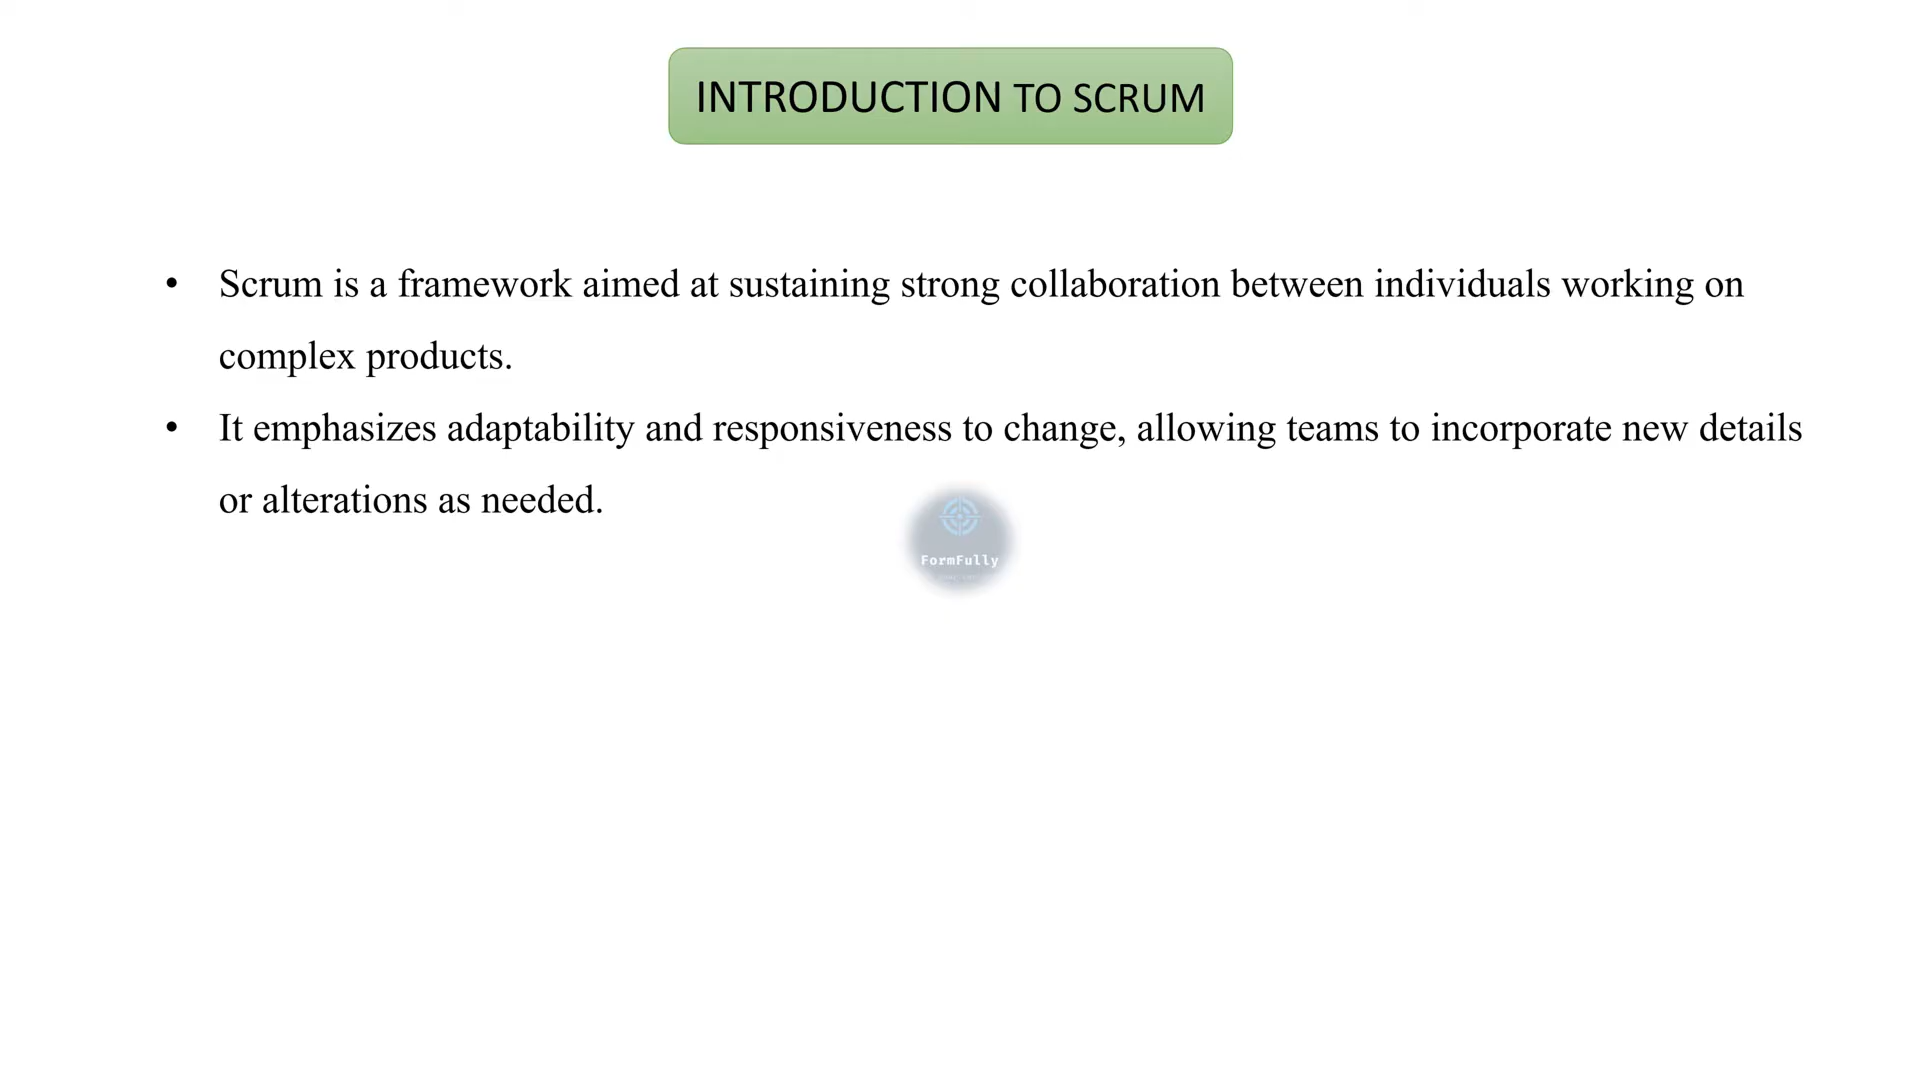 INTRODUCTION TO SCRUM
• Scrum is a framework aimed at sustaining strong collaboration between individuals working on
complex products.
• It emphasizes adaptability and responsiveness to change, allowing teams to incorporate new details
or alterations as needed.
FormFully